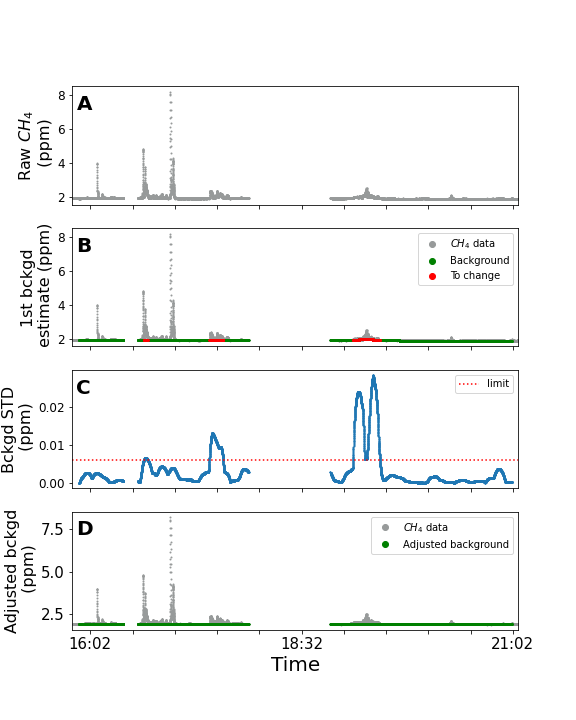 A
Raw CH4
(ppm)
8
6
4
2
B
1st bckgd
estimate (ppm)
8
6
4
2
CH4 data
Background
To change
C
Bckgd STD
(ppm)
0.02
0.01
0.00
limit
D
Adjusted bckgd
(ppm)
7.5
5.0
2.5
CH4 data
Adjusted background
16:02
18:32
21:02
Time